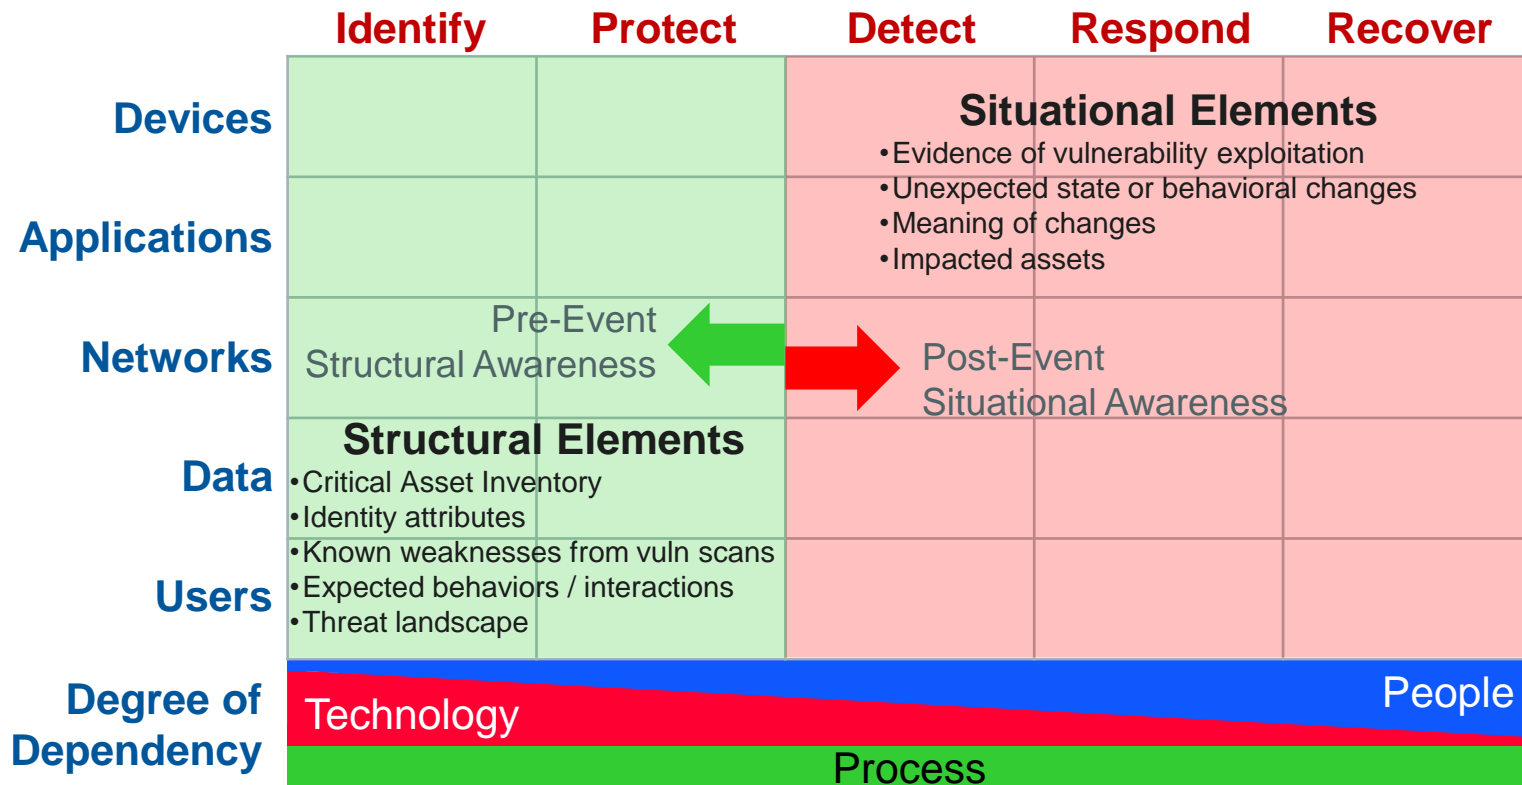 Identify Protect Detect Respond Recover
Devices
Situational Elements
•Evidence of vulnerability exploitation
•Unexpected state or behavioral changes
•Meaning of changes
•Impacted assets
Applications
Networks
Pre-Event
Structural Awareness
Post-Event
Situational Awareness
Data
Structural Elements
•Critical Asset Inventory
•Identity attributes
•Known weaknesses from vuln scans
•Expected behaviors / interactions
•Threat landscape
Users
Degree of
Dependency
Technology
People
Process